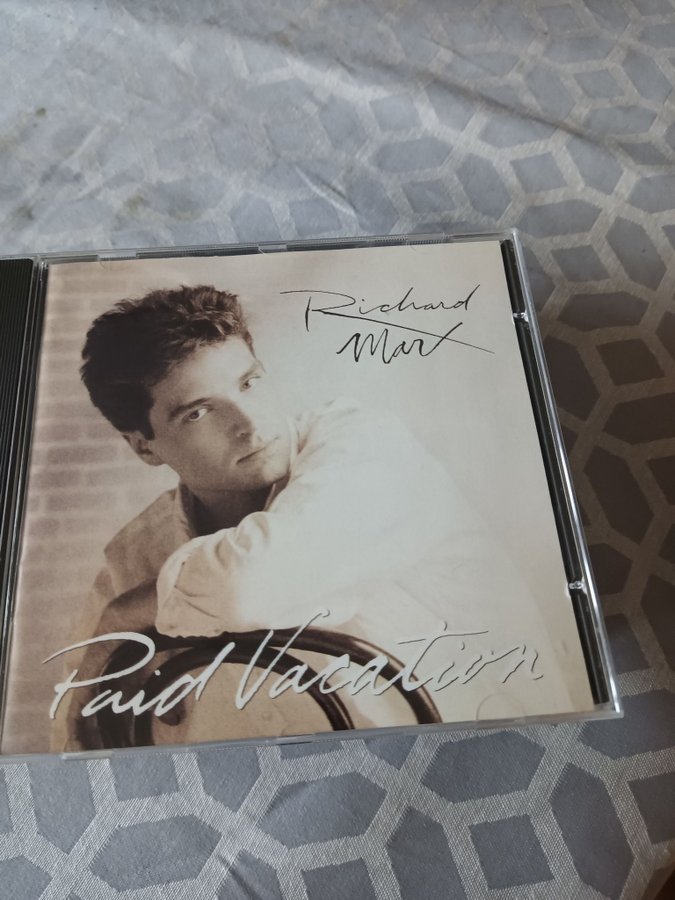 Richard
Marx
Paid Vacation